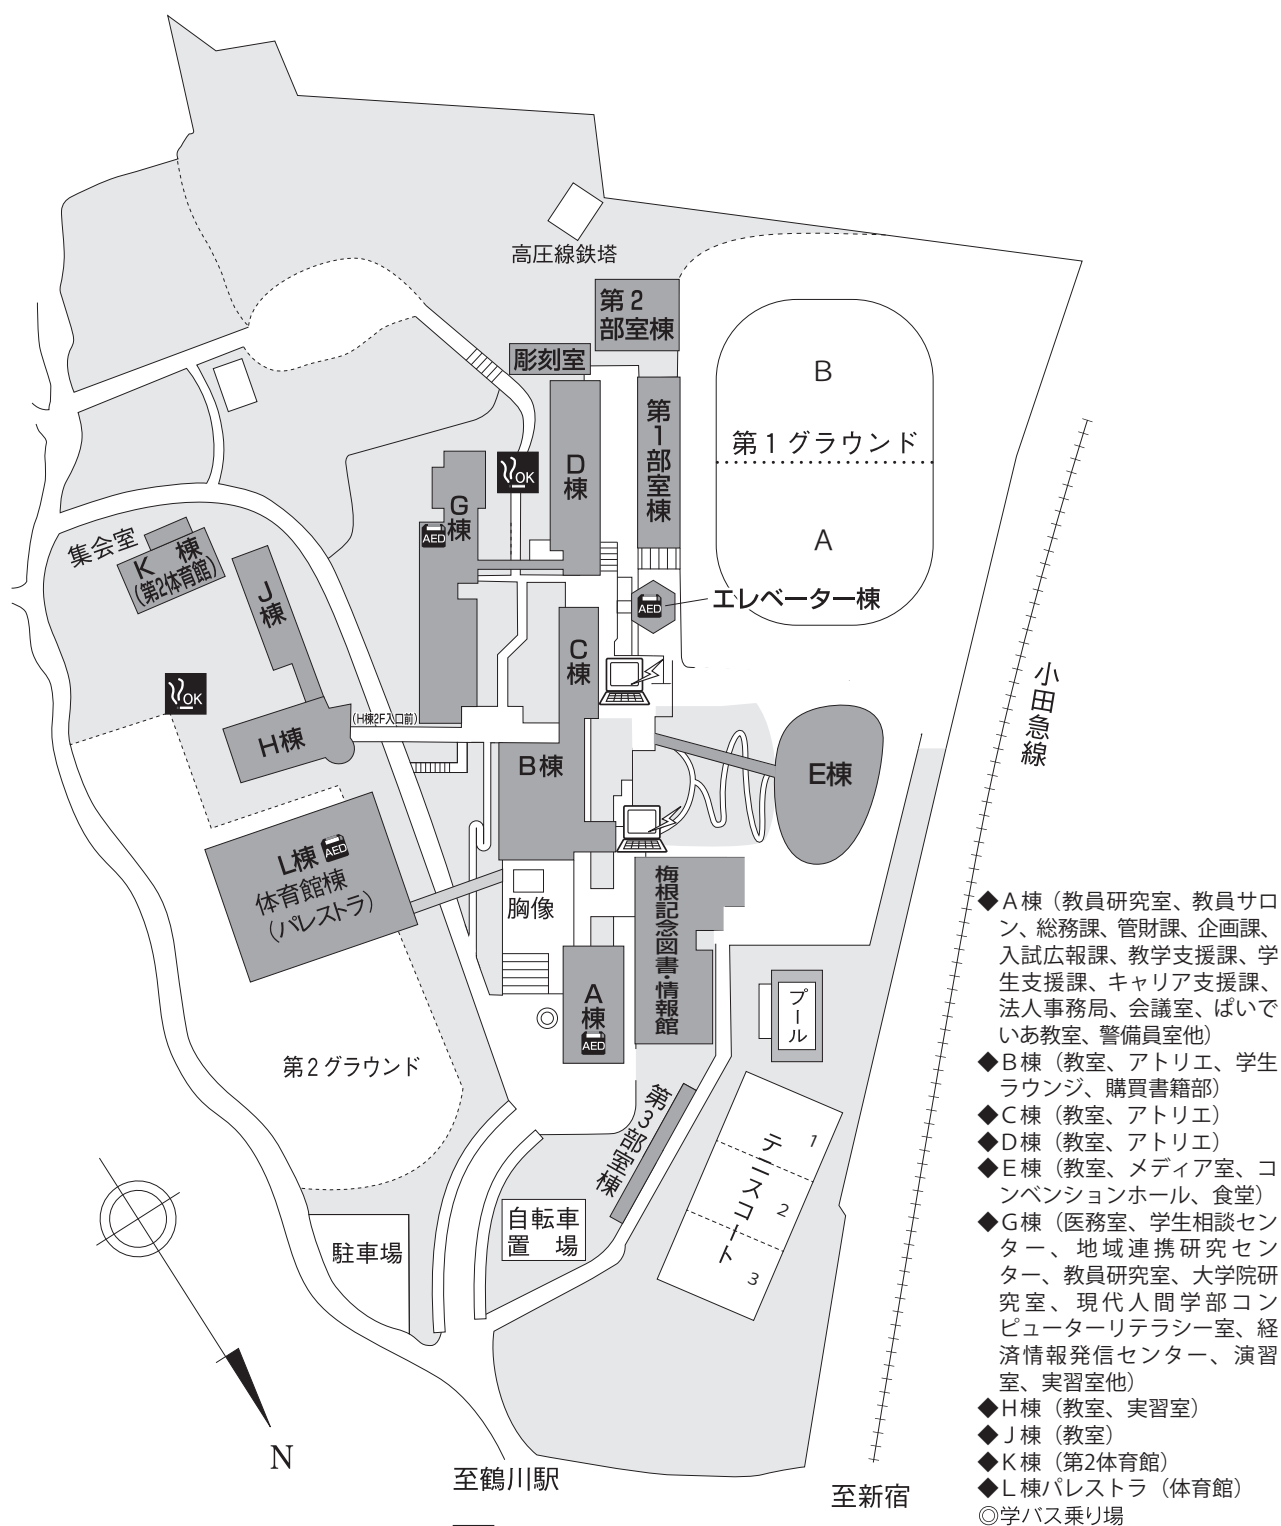 高圧線鉄塔
第2
部室棟
彫刻室
第1部室棟
B
第1グラウンド
A
D棟
OK
G棟
AED
集会室
K 棟
(第2体育館)
J棟
AED
エレベーター棟
C棟
小田急線
OK
(H棟2F入口前)
H棟
B棟
E棟
L棟
AED
体育館棟
(パレストラ)
胸像
梅根記念図書・情報館
A棟
AED
プール
第2グラウンド
第3部室棟
テニスコート
1
2
3
自転車
置 場
駐車場
N
至鶴川駅
至新宿
◆A棟（教員研究室、教員サロ
ン、総務課、管財課、企画課、
入試広報課、教学支援課、学
生支援課、キャリア支援課、
法人事務局、会議室、ぱいで
いあ教室、警備員室他）
◆B棟（教室、アトリエ、学生
ラウンジ、購買書籍部）
◆C棟（教室、アトリエ）
◆D棟（教室、アトリエ）
◆E棟（教室、メディア室、コ
ンベンションホール、食堂）
◆G棟（医務室、学生相談セン
ター、地域連携研究セン
ター、教員研究室、大学院研
究室、現代人間学部コン
ピューターリテラシー室、経
済情報発信センター、演習
室、実習室他）
◆H棟（教室、実習室）
◆J棟（教室）
◆K棟（第2体育館）
◆L棟パレストラ（体育館）
◎学バス乗り場